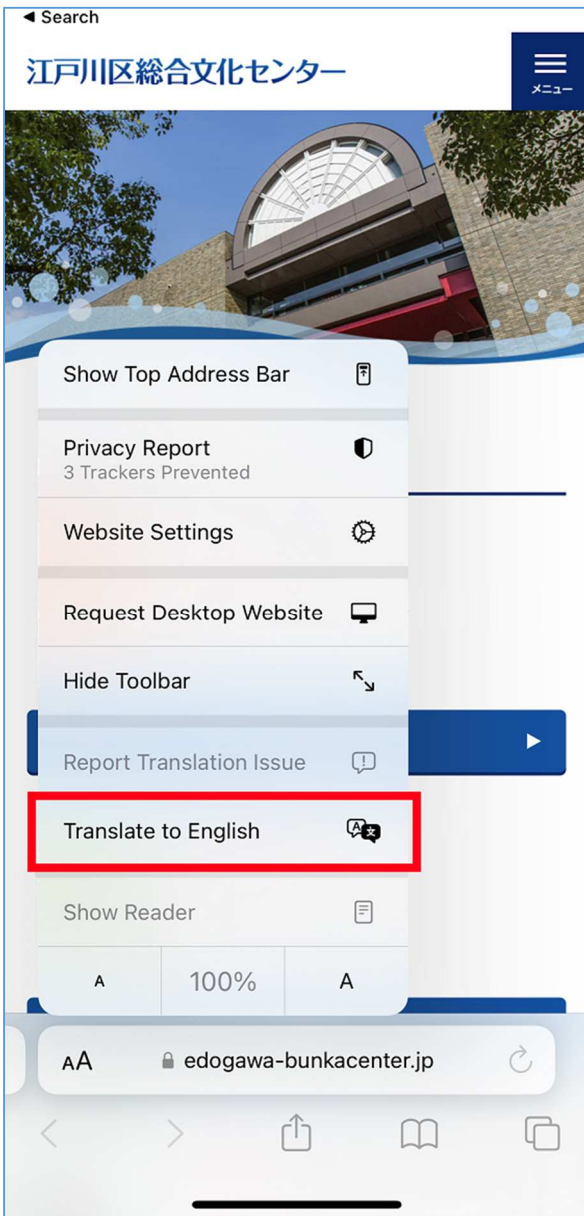 ◀ Search
江戸川区総合文化センター
メニュー
Show Top Address Bar
Privacy Report
3 Trackers Prevented
Website Settings
Request Desktop Website
Hide Toolbar
Report Translation Issue
Translate to English
Show Reader
A 100% A
AA edogawa-bunkacenter.jp